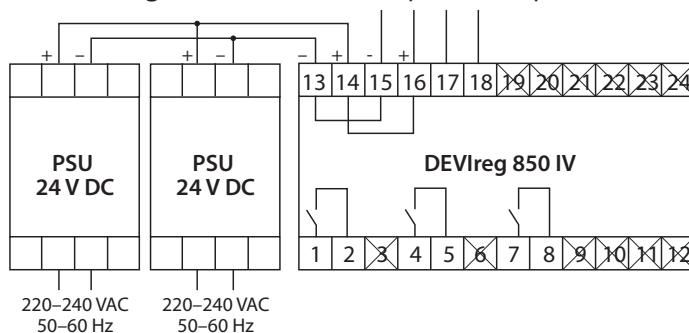 + – + – – + - +
13 14 15 16 17 18 19 20 21 22 23 24
PSU
24 V DC
PSU
24 V DC
DEVIreg 850 IV
1 2 3 4 5 6 7 8 9 10 11 12
220–240 VAC
50–60 Hz
220–240 VAC
50–60 Hz